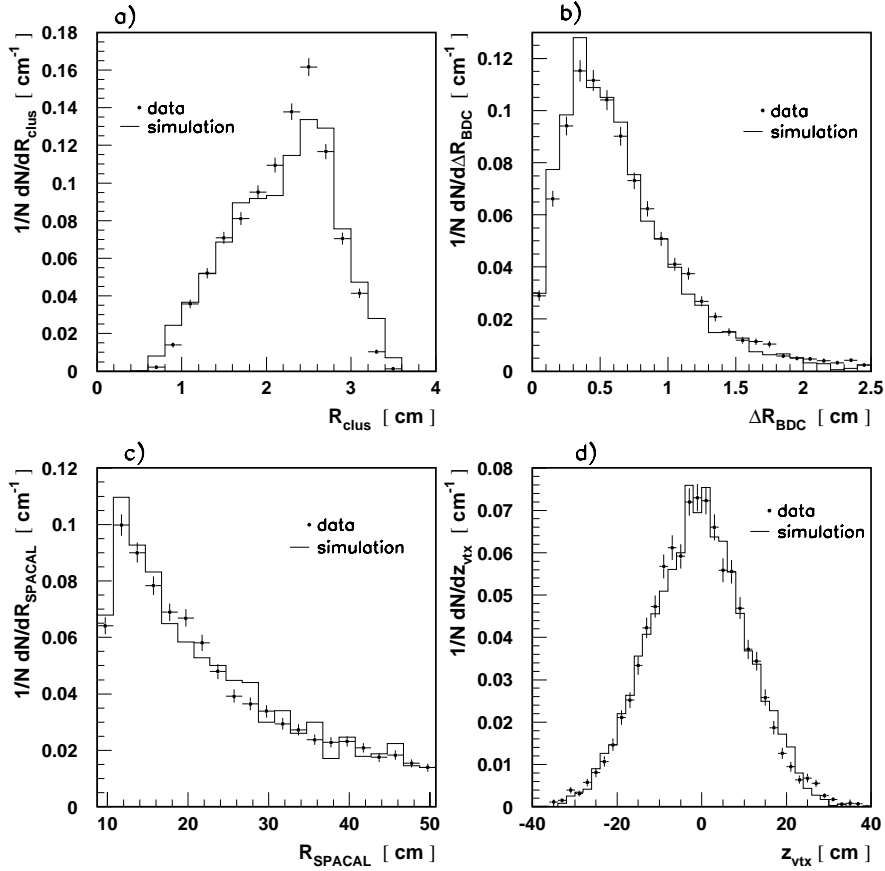 a)
1/N dN/dR_clus [ cm⁻¹ ]
0.18
0.16
0.14
0.12
0.1
0.08
0.06
0.04
0.02
0
data
simulation
0 1 2 3 4
R_clus [ cm ]
b)
1/N dN/dΔR_BDC [ cm⁻¹ ]
0.12
0.1
0.08
0.06
0.04
0.02
0
data
simulation
0 0.5 1 1.5 2 2.5
ΔR_BDC [ cm ]
c)
1/N dN/dR_SPACAL [ cm⁻¹ ]
0.12
0.1
0.08
0.06
0.04
0.02
0
data
simulation
10 20 30 40 50
R_SPACAL [ cm ]
d)
1/N dN/dz_vtx [ cm⁻¹ ]
0.08
0.07
0.06
0.05
0.04
0.03
0.02
0.01
0
data
simulation
-40 -20 0 20 40
z_vtx [ cm ]